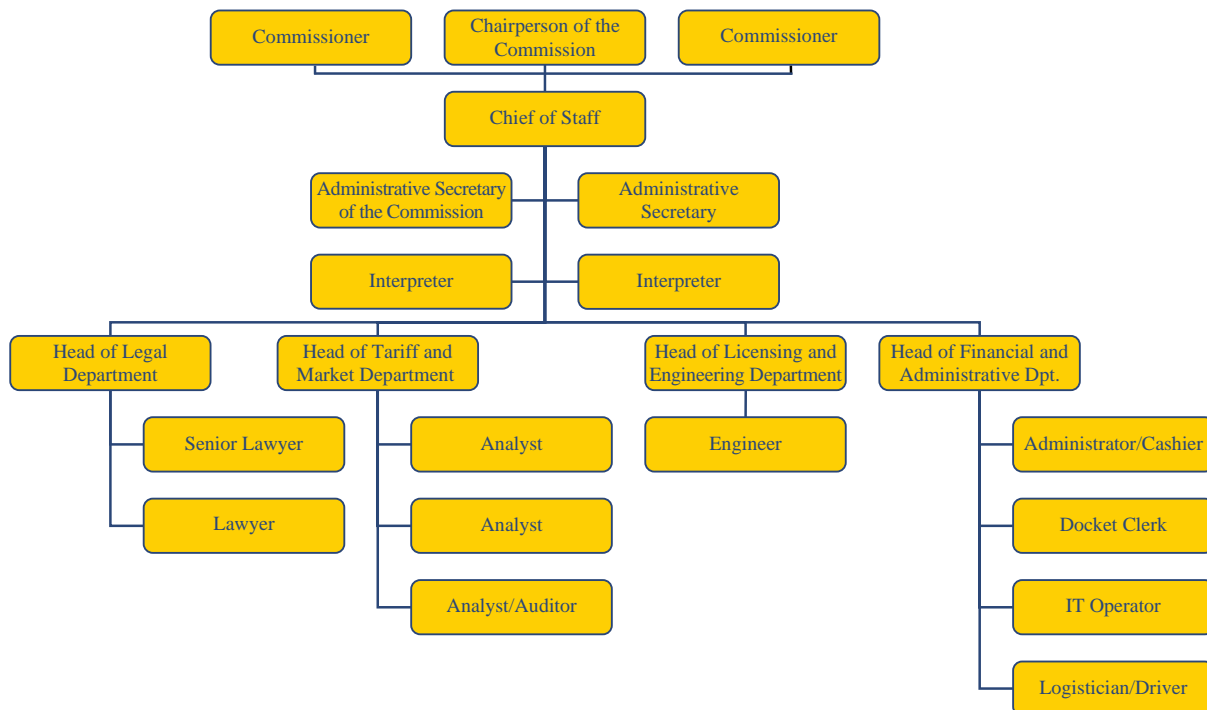 Commissioner
Chairperson of the
Commission
Commissioner
Chief of Staff
Administrative Secretary
of the Commission
Administrative
Secretary
Interpreter
Interpreter
Head of Legal
Department
Head of Tariff and
Market Department
Head of Licensing and
Engineering Department
Head of Financial and
Administrative Dpt.
Senior Lawyer
Analyst
Engineer
Administrator/Cashier
Lawyer
Analyst
Docket Clerk
Analyst/Auditor
IT Operator
Logistician/Driver